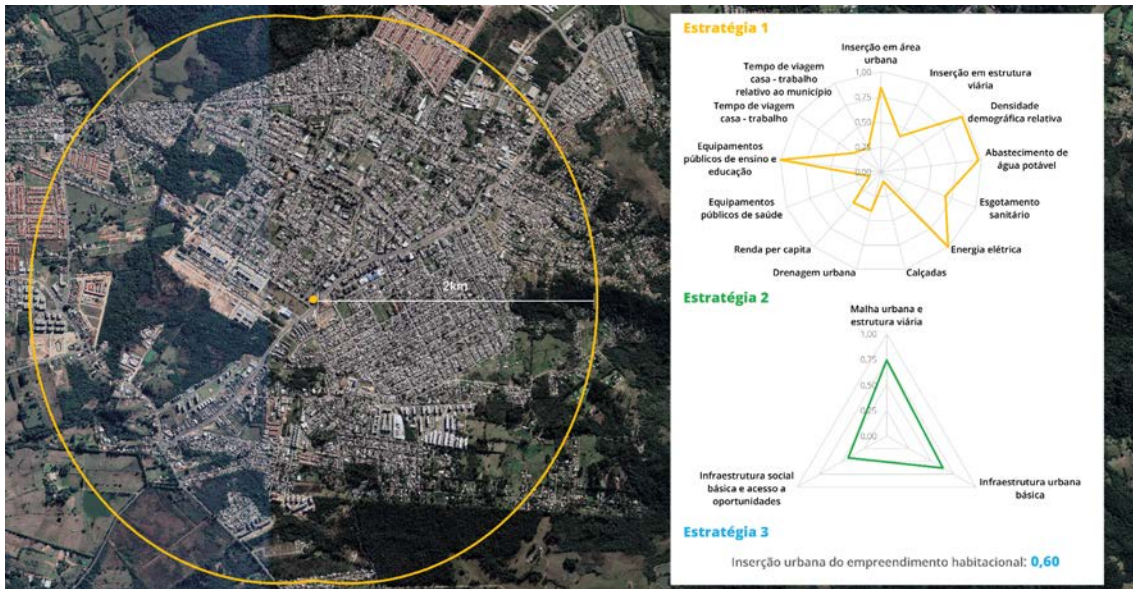 Estratégia 1
Inserção em área
urbana
Tempo de viagem
casa - trabalho
relativo ao município
Inserção em estrutura
viária
Tempo de viagem
casa - trabalho
Densidade
demográfica relativa
Equipamentos
públicos de ensino e
educação
Abastecimento de
água potável
Equipamentos
públicos de saúde
Esgotamento
sanitário
Renda per capita
Energia elétrica
Drenagem urbana
Calçadas
1,00
0,75
0,50
0,25
0,00
2km
Estratégia 2
Malha urbana e
estrutura viária
1,00
0,75
0,50
0,25
0,00
Infraestrutura social
básica e acesso a
oportunidades
Infraestrutura urbana
básica
Estratégia 3
Inserção urbana do empreendimento habitacional: 0,60